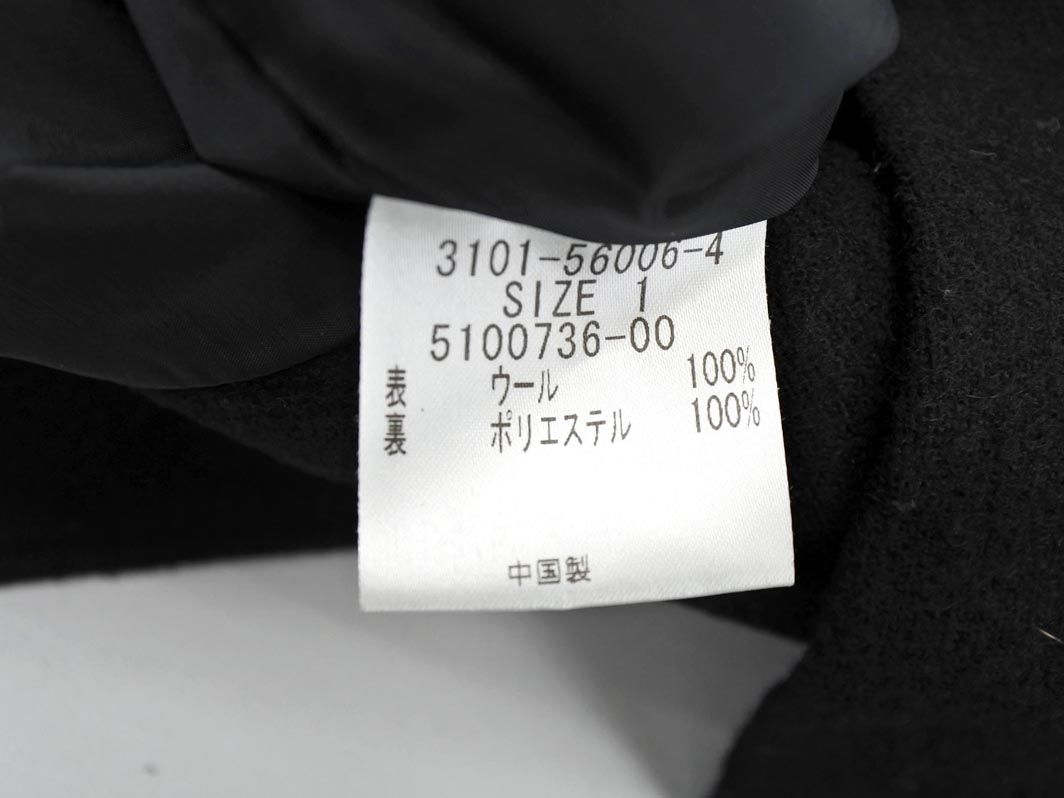 3101-56006-4
SIZE 1
5100736-00
表 ウール 100%
裏 ポリエステル 100%
中国製